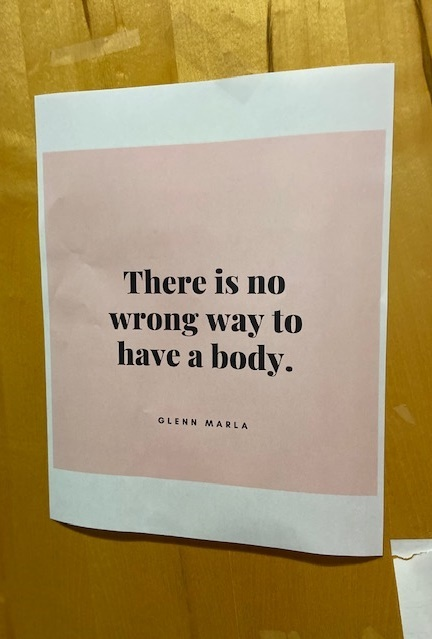 There is no
wrong way to
have a body.
GLENN MARLA